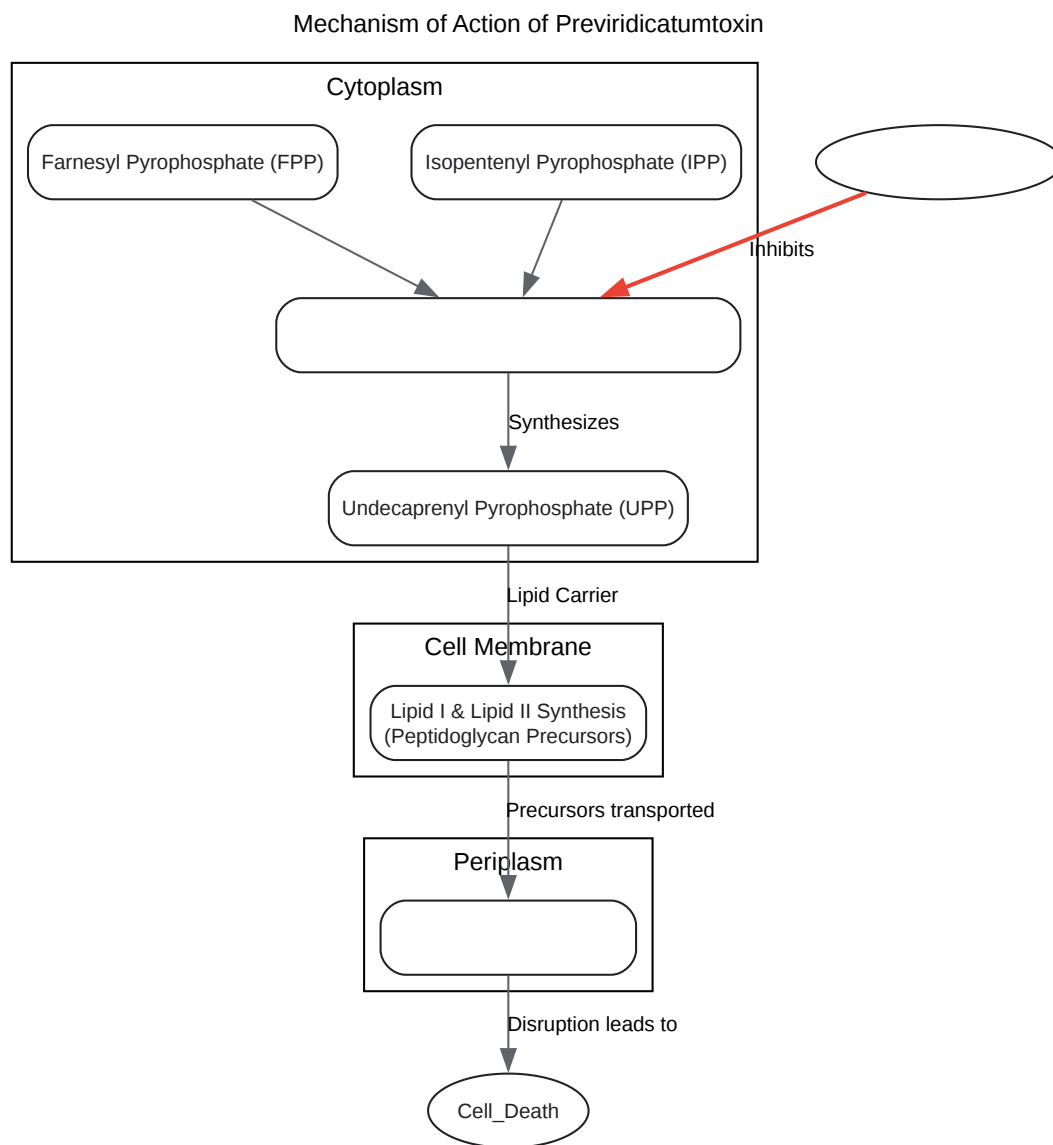 Mechanism of Action of Previridicatumtoxin
Cytoplasm
Farnesyl Pyrophosphate (FPP)
Isopentenyl Pyrophosphate (IPP)
Inhibits
Synthesizes
Undecaprenyl Pyrophosphate (UPP)
Lipid Carrier
Cell Membrane
Lipid I & Lipid II Synthesis
(Peptidoglycan Precursors)
Precursors transported
Periplasm
Disruption leads to
Cell_Death